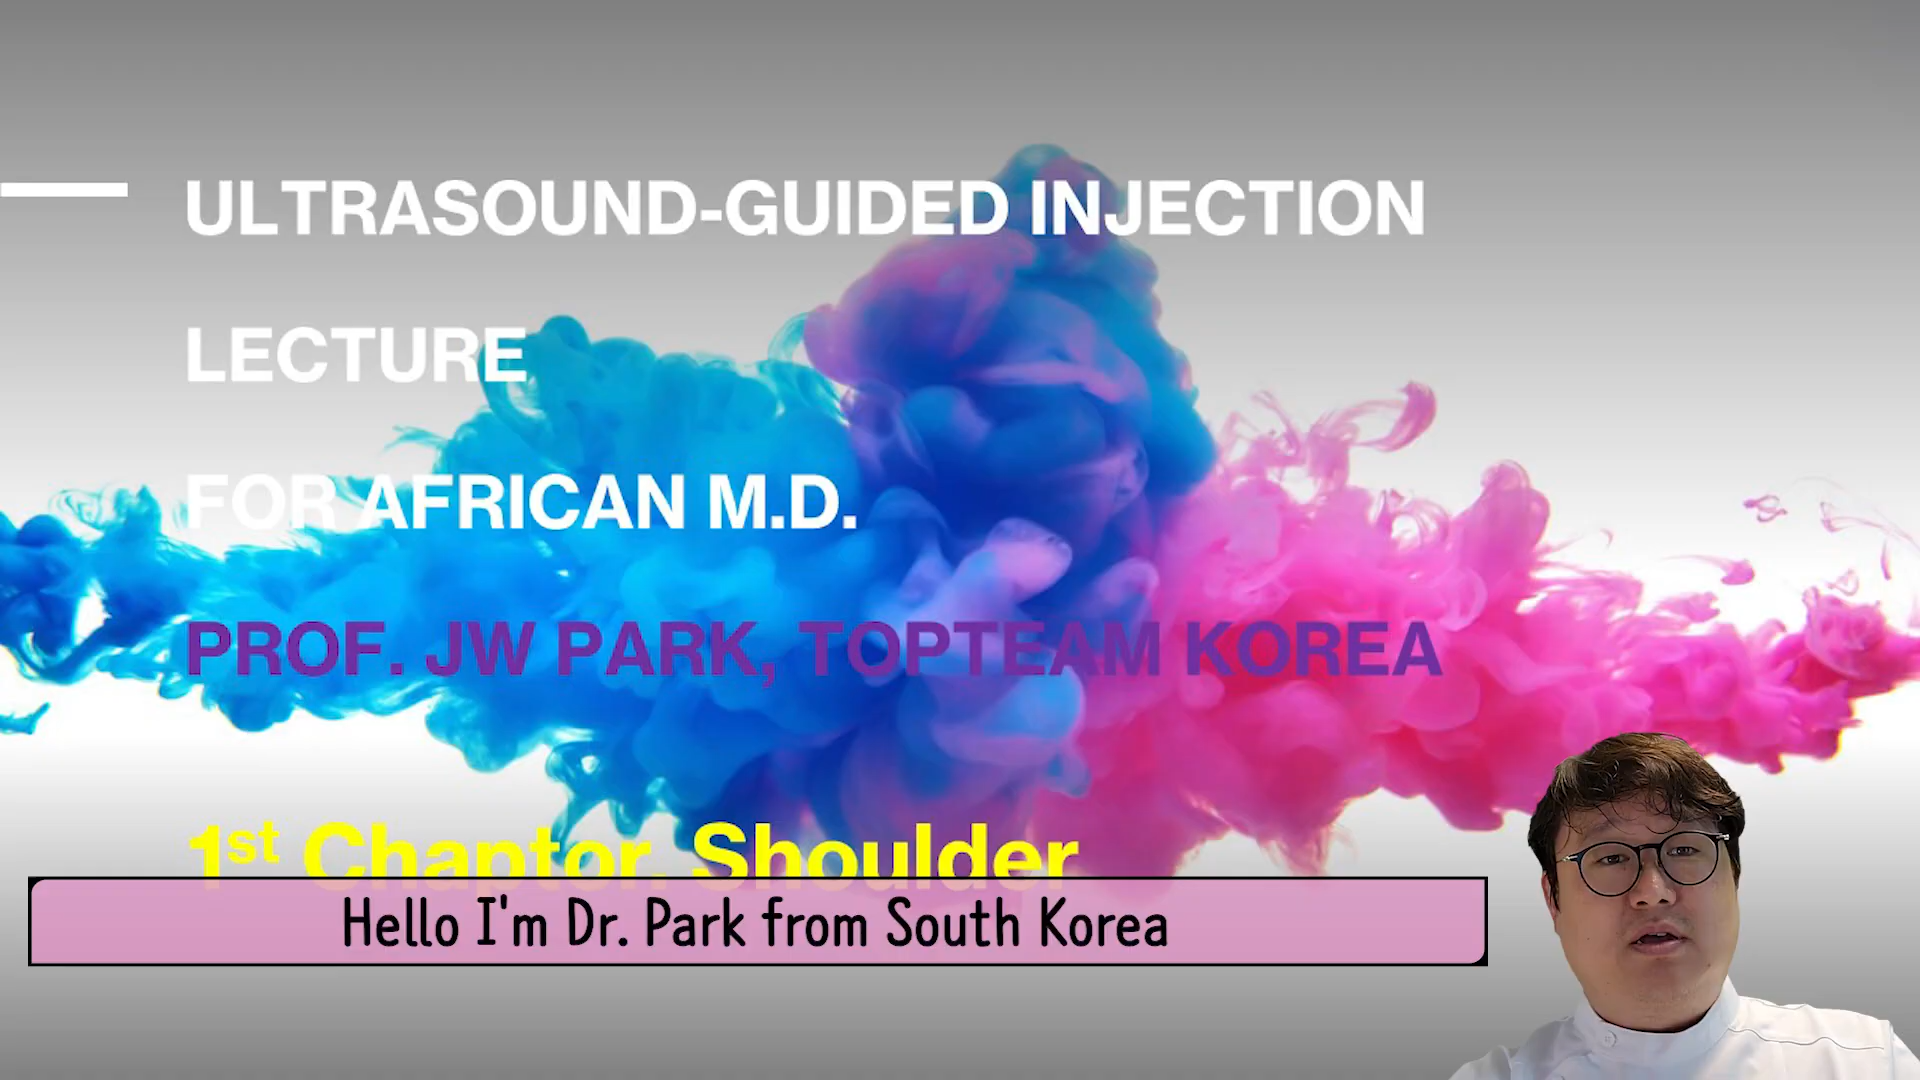 ULTRASOUND-GUIDED INJECTION
LECTURE
FOR AFRICAN M.D.
PROF. JW PARK, TOPTEAM KOREA
1st Chaptor. Shoulder
Hello I'm Dr. Park from South Korea